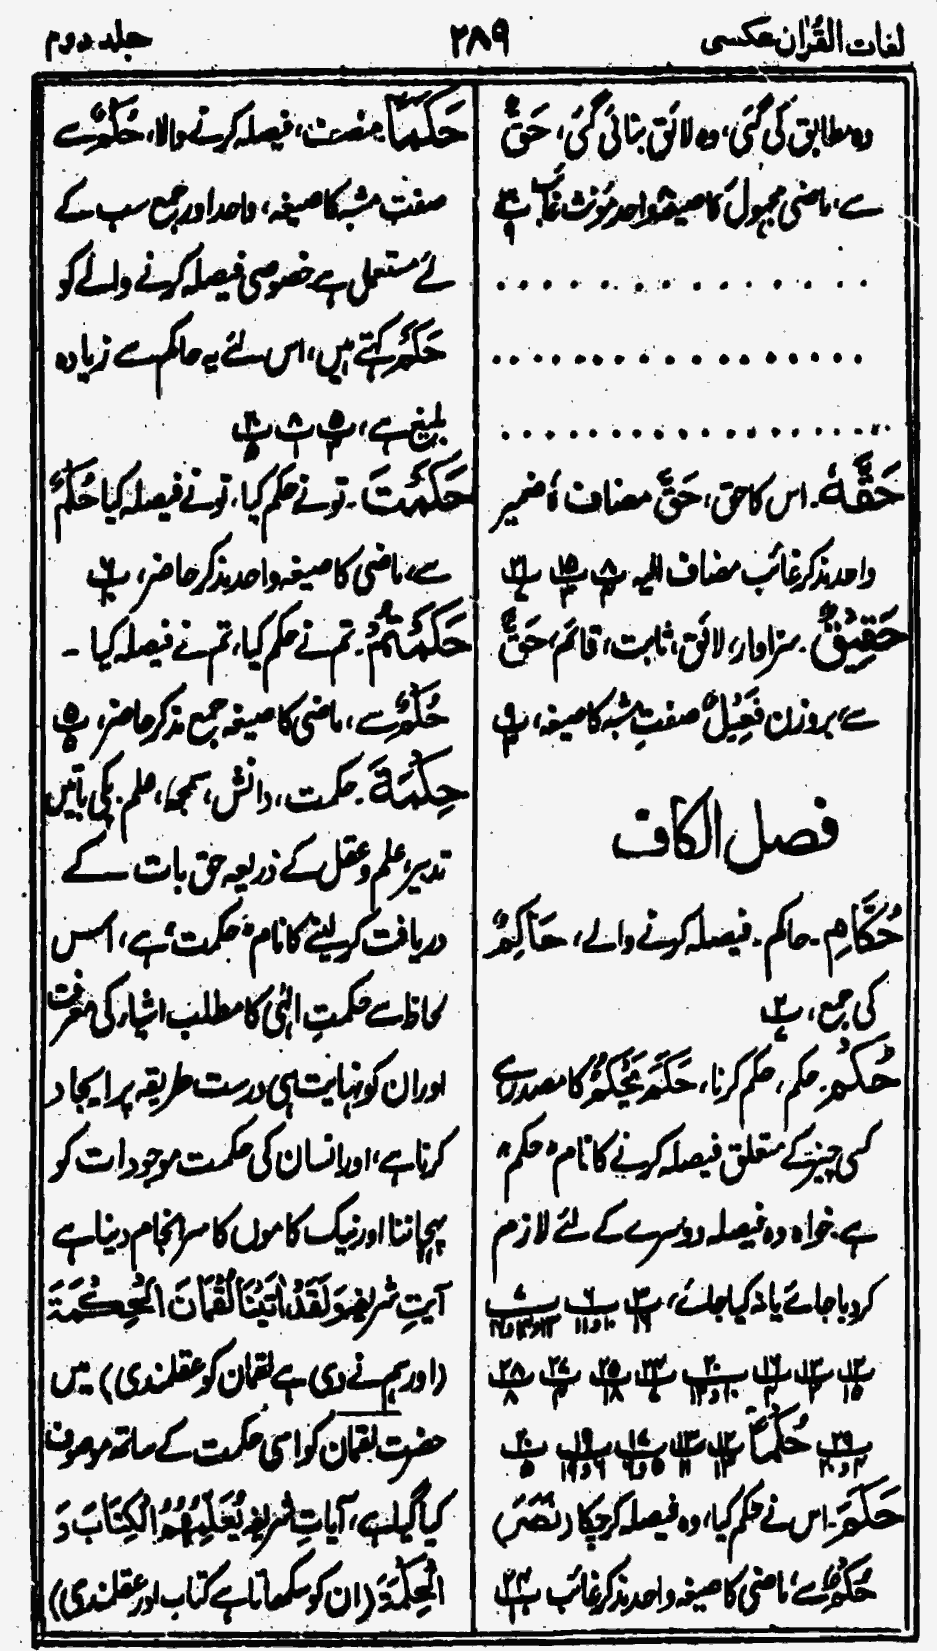 لغات القرآن عکسی
۲۸۹
جلد دوم
وہ مطابق کی گئی، وہ لائق بنائی گئی، حَقٌّ
سے، ماضی مجہول کا صیغہ واحد مؤنث غائب
حَقَّهٗ۔ اس کا حق، حَقَّ مضاف ہٗ ضمیر
واحد مذکر غائب مضاف الیہ
حَقِيْقٌ۔ سزاوار، لائق، ثابت، قائم، حَقٌّ
سے، بروزن فَعِيْلٌ صفتِ مشبہ کا صیغہ،
فصل الکاف
حُكَّامِ۔ حاکم۔ فیصلہ کرنے والے، حَاكِمٌ
کی جمع،
حُكْمُ۔ حکم، حکم کرنا، حَكَمَ يَحْكُمُ کا مصدر ہے
کسی چیز کے متعلق فیصلہ کرنے کا نام "حکم"
ہے۔ خواہ وہ فیصلہ دوسرے کے لئے لازم
کردیا جائے یا نہ کیا جائے،
حُكْمًا
حَكَمَ۔ اس نے حکم کیا، وہ فیصلہ کرچکا (نَصَرَ)
حُكْمٌ سے، ماضی کا صیغہ واحد مذکر غائب
حَكَمًا۔ منصف، فیصلہ کرنے والا، حُكْمٌ سے
صفت مشبہ کا صیغہ، واحد اور جمع سب کے
لئے مستعمل ہے خصوصی فیصلہ کرنے والے کو
حَكَمٌ کہتے ہیں، اس لئے یہ حاکم سے زیادہ
بلیغ ہے،
حَكَمْتَ۔ تو نے حکم کیا، تو نے فیصلہ کیا حُكْمٌ
سے، ماضی کا صیغہ واحد مذکر حاضر،
حَكَمْتُمْ۔ تم نے حکم کیا، تم نے فیصلہ کیا۔
حُكْمٌ سے، ماضی کا صیغہ جمع مذکر حاضر،
حِكْمَةَ۔ حکمت، دانش، سمجھ، علم۔ پکی باتیں
تدبیر، علم و عقل کے ذریعہ حق بات کے
دریافت کرلینے کا نام "حکمت" ہے، اس
لحاظ سے حکمتِ الٰہی کا مطلب اشیاء کی معرفت
اور ان کو نہایت ہی درست طریقہ پر ایجاد
کرنا ہے، اور انسان کی حکمت موجودات کو
پہچاننا اور نیک کاموں کا سرانجام دینا ہے
آیتِ شریفہ وَلَقَدْ اٰتَيْنَا لُقْمَانَ الْحِكْمَةَ
(اور ہم نے دی ہے لقمان کو عقلمندی) میں
حضرت لقمان کو اسی حکمت کے ساتھ موصوف
کیا گیا ہے، آیاتِ شریفہ يُعَلِّمُهُمُ الْكِتَابَ وَ
الْحِكْمَةَ (ان کو سکھاتا ہے کتاب اور عقلمندی)